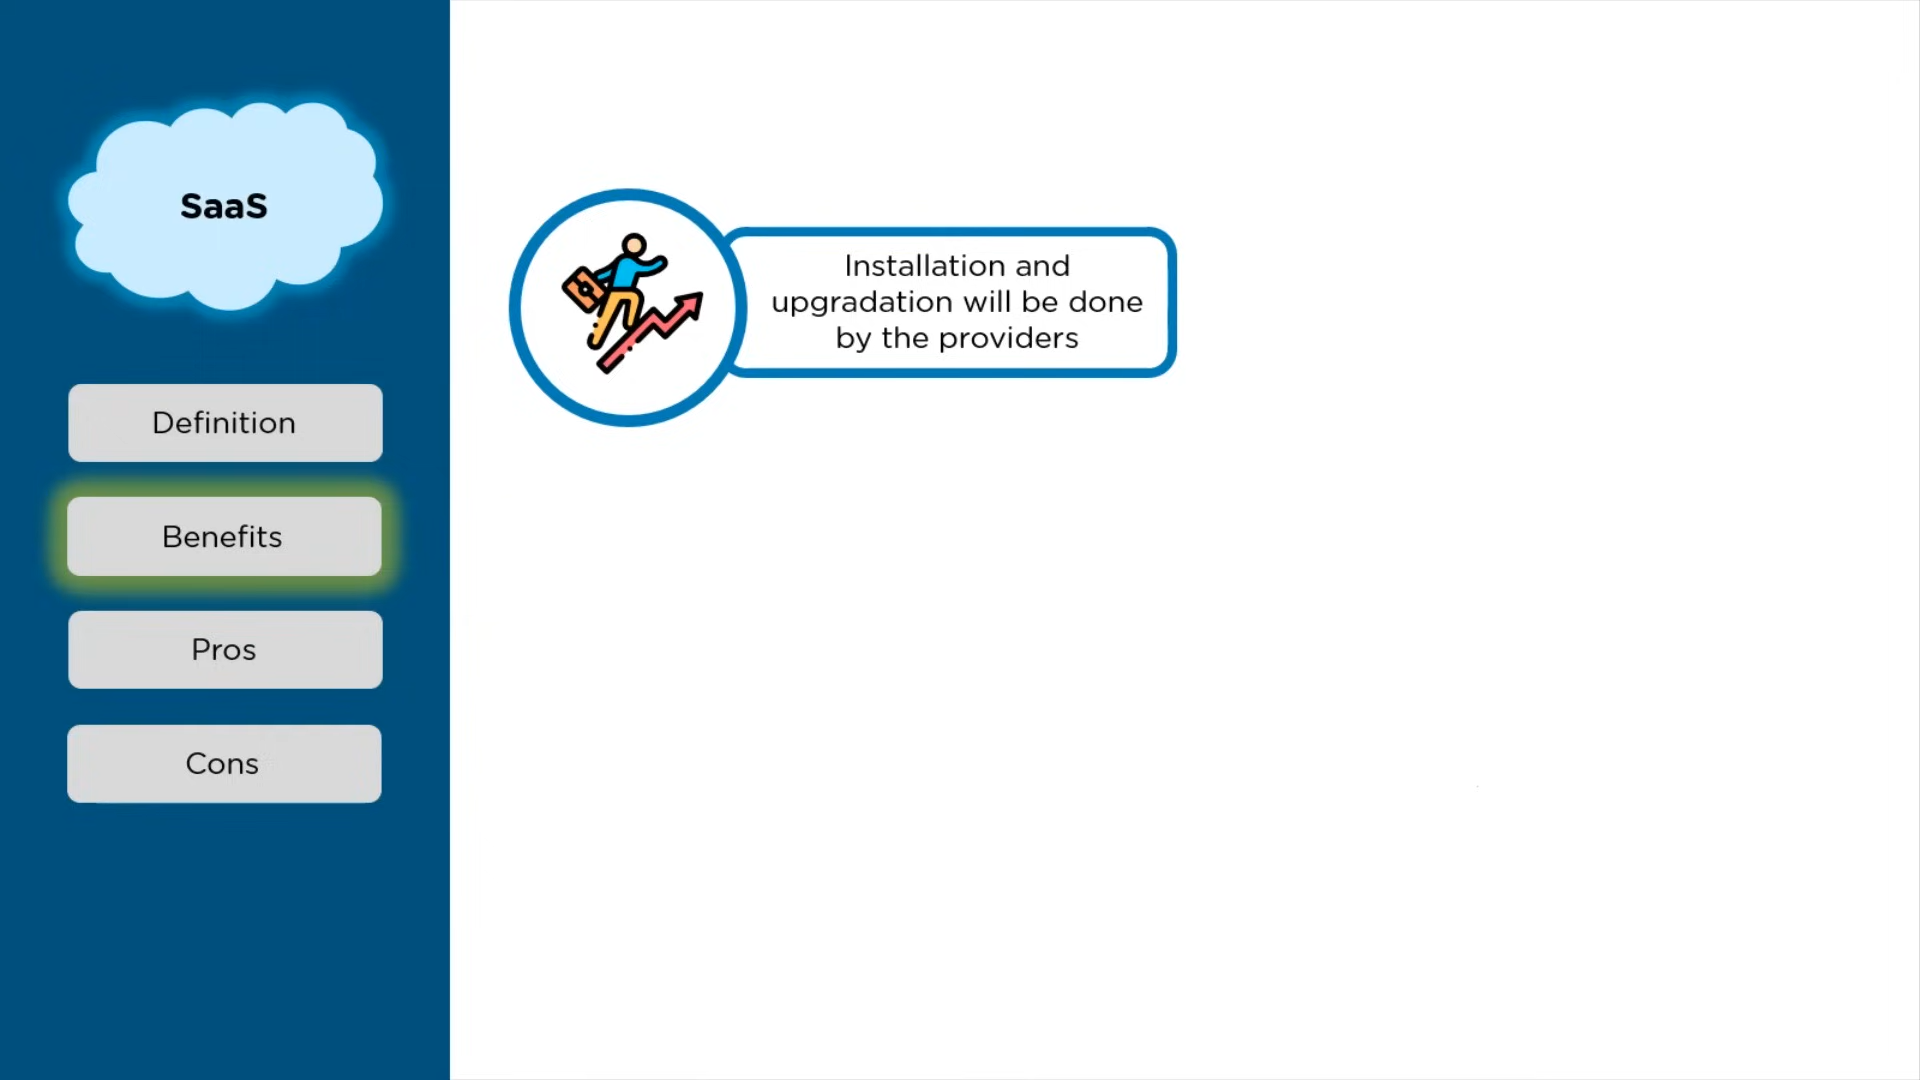 SaaS
Definition
Benefits
Pros
Cons
Installation and
upgradation will be done
by the providers